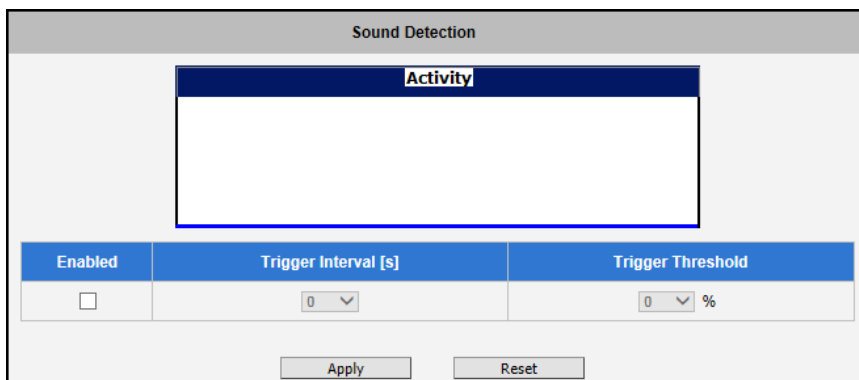 Sound Detection
Activity
Enabled Trigger Interval [s] Trigger Threshold
0 0 %
Apply Reset